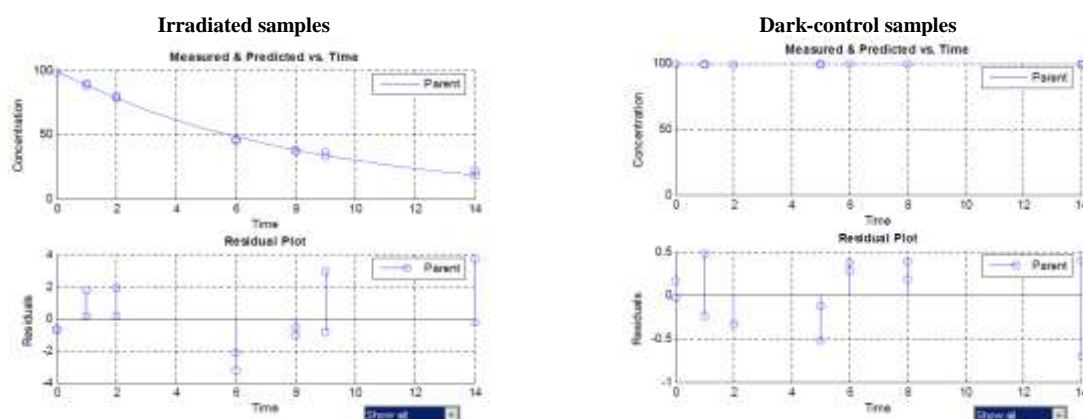 Irradiated samples
Measured & Predicted vs. Time
100
50
0
Concentration
Parent
0 2 4 6 8 10 12 14
Time
Residual Plot
4
2
0
-2
-4
Residuals
Parent
0 2 4 6 8 10 12 14
Time
Show all
Dark-control samples
Measured & Predicted vs. Time
100
50
0
Concentration
Parent
0 2 4 6 8 10 12 14
Time
Residual Plot
0.5
0
-0.5
-1
Residuals
Parent
0 2 4 6 8 10 12 14
Time
Show all